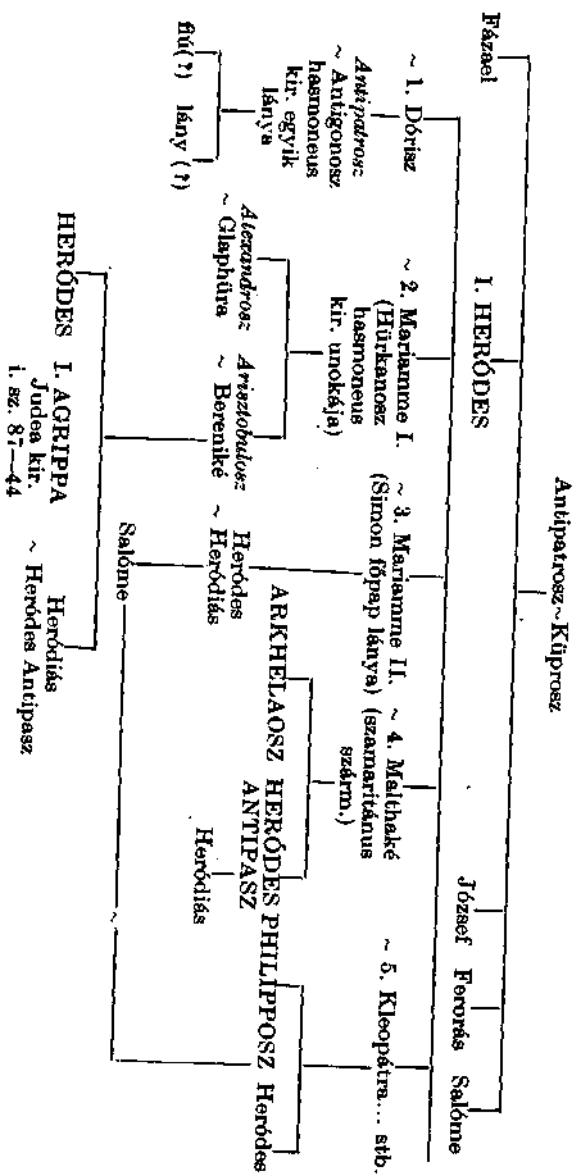 Antipatrosz~Küprosz
Fázael I. HERÓDES József Ferorás Salóme
~ 1. Dórisz ~ 2. Mariamme I. ~ 3. Mariamme II. ~ 4. Malthaké ~ 5. Kleopátra... stb.
(Hürkanosz (Simon főpap lánya) (szamaritánus
hasmoneus szárm.)
kir. unokája)
Antipatrosz
~ Antigonosz
hasmoneus
kir. egyik
lánya
fiú(?) lány (?)
Alexandrosz Arisztobulosz Heródes
~ Glaphüra ~ Bereniké ~ Heródiás
ARKHELAOSZ HERÓDES PHILIPPOSZ Heródes
ANTIPASZ
Heródiás
Salóme ~
HERÓDES I. AGRIPPA Heródiás
Judea kir. ~ Heródes Antipasz
i. sz. 37—44